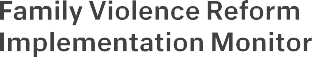 Family Violence Reform
Implementation Monitor